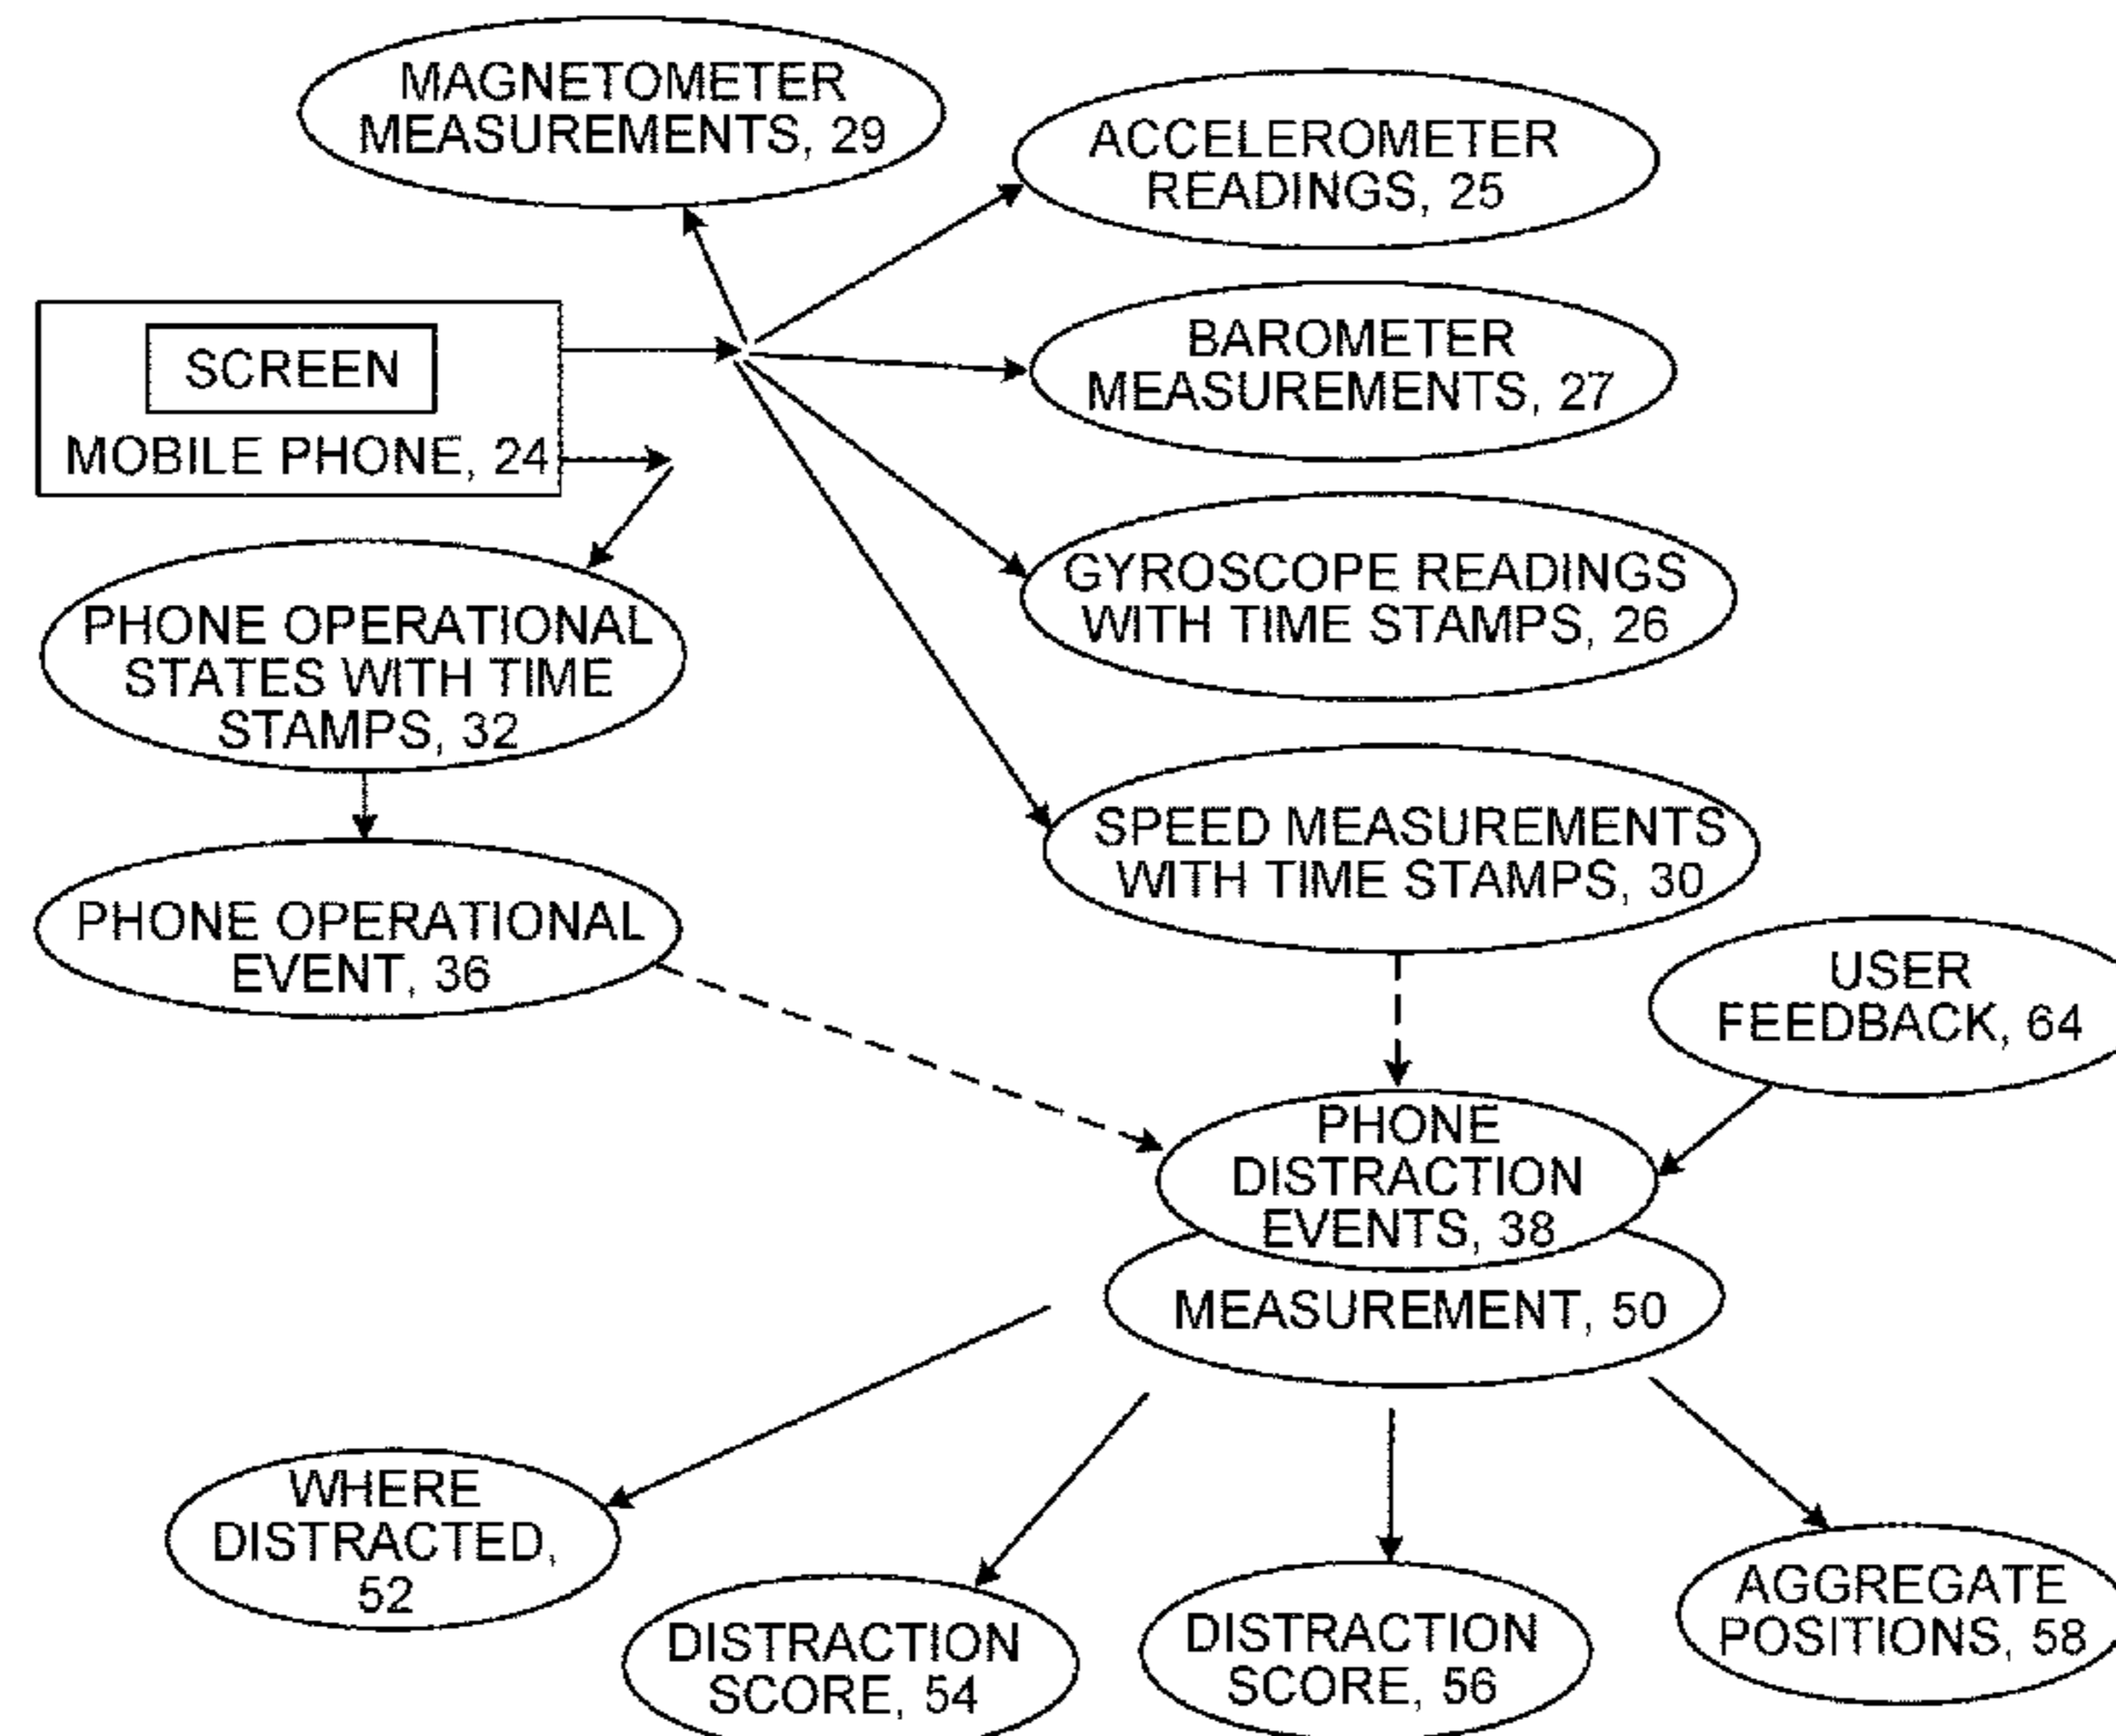 MAGNETOMETER
MEASUREMENTS, 29
ACCELEROMETER
READINGS, 25
SCREEN
MOBILE PHONE, 24
BAROMETER
MEASUREMENTS, 27
GYROSCOPE READINGS
WITH TIME STAMPS, 26
PHONE OPERATIONAL
STATES WITH TIME
STAMPS, 32
SPEED MEASUREMENTS
WITH TIME STAMPS, 30
PHONE OPERATIONAL
EVENT, 36
USER
FEEDBACK, 64
PHONE
DISTRACTION
EVENTS, 38
MEASUREMENT, 50
WHERE
DISTRACTED,
52
DISTRACTION
SCORE, 54
DISTRACTION
SCORE, 56
AGGREGATE
POSITIONS, 58